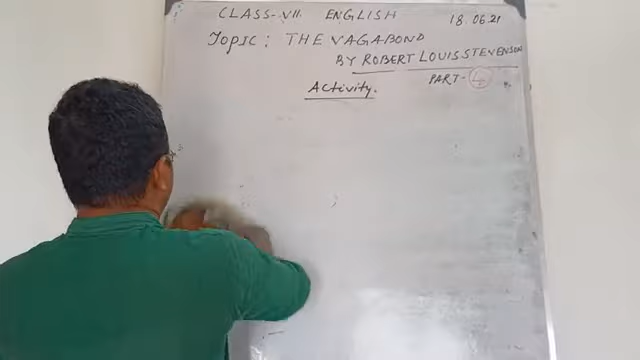 CLASS-VII ENGLISH 18.06.21
Topic: THE VAGABOND
BY ROBERT LOUIS STEVENSON
Activity. PART-4